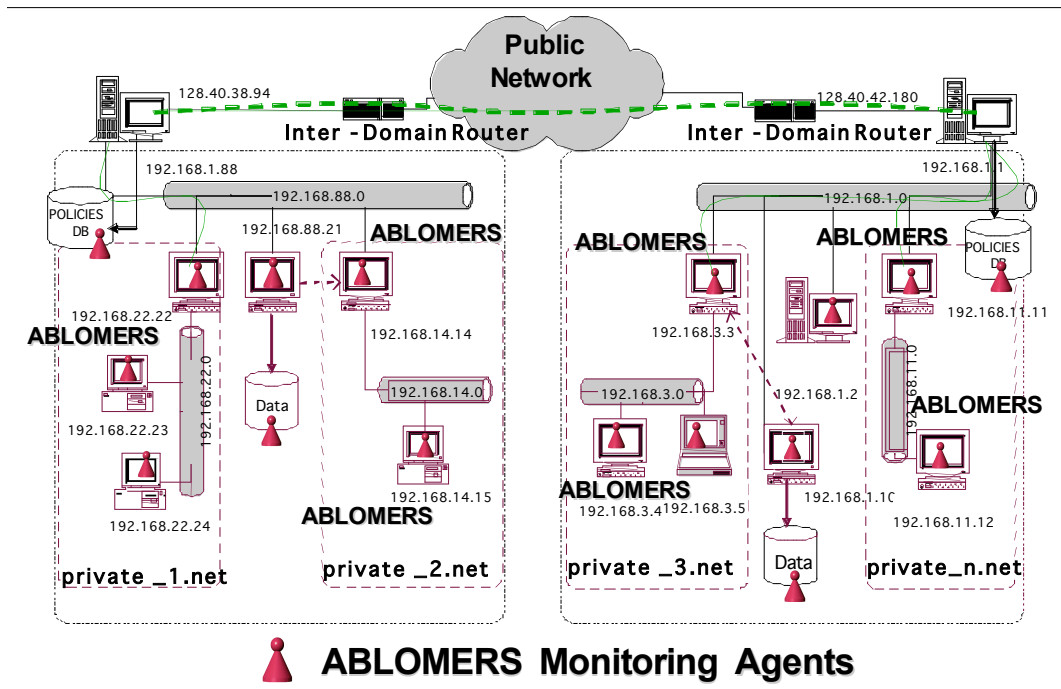 Public
Network
128.40.38.94
128.40.42.180
Inter -Domain Router
Inter -Domain Router
192.168.1.88
192.168.1.1
192.168.88.0
192.168.1.0
POLICIES
DB
192.168.88.21
ABLOMERS
ABLOMERS
ABLOMERS
POLICIES
DB
192.168.22.22
192.168.14.14
192.168.3.3
192.168.11.11
ABLOMERS
192.168.22.0
192.168.11.0
Data
192.168.14.0
192.168.3.0
192.168.1.2
ABLOMERS
192.168.22.23
192.168.14.15
ABLOMERS
192.168.1.10
ABLOMERS
192.168.3.4
192.168.3.5
192.168.22.24
192.168.11.12
private _1.net
private _2.net
private _3.net
Data
private_n.net
ABLOMERS Monitoring Agents